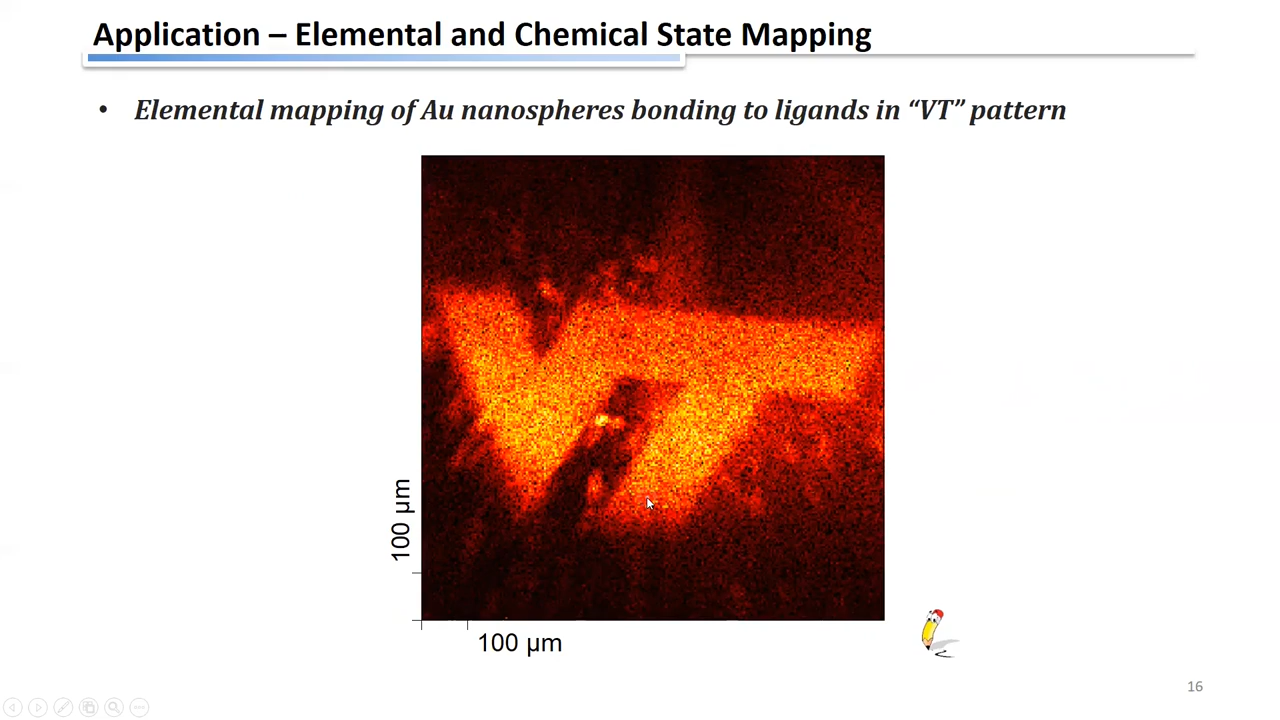 Application – Elemental and Chemical State Mapping
• Elemental mapping of Au nanospheres bonding to ligands in “VT” pattern
VT
100 µm
100 µm
16